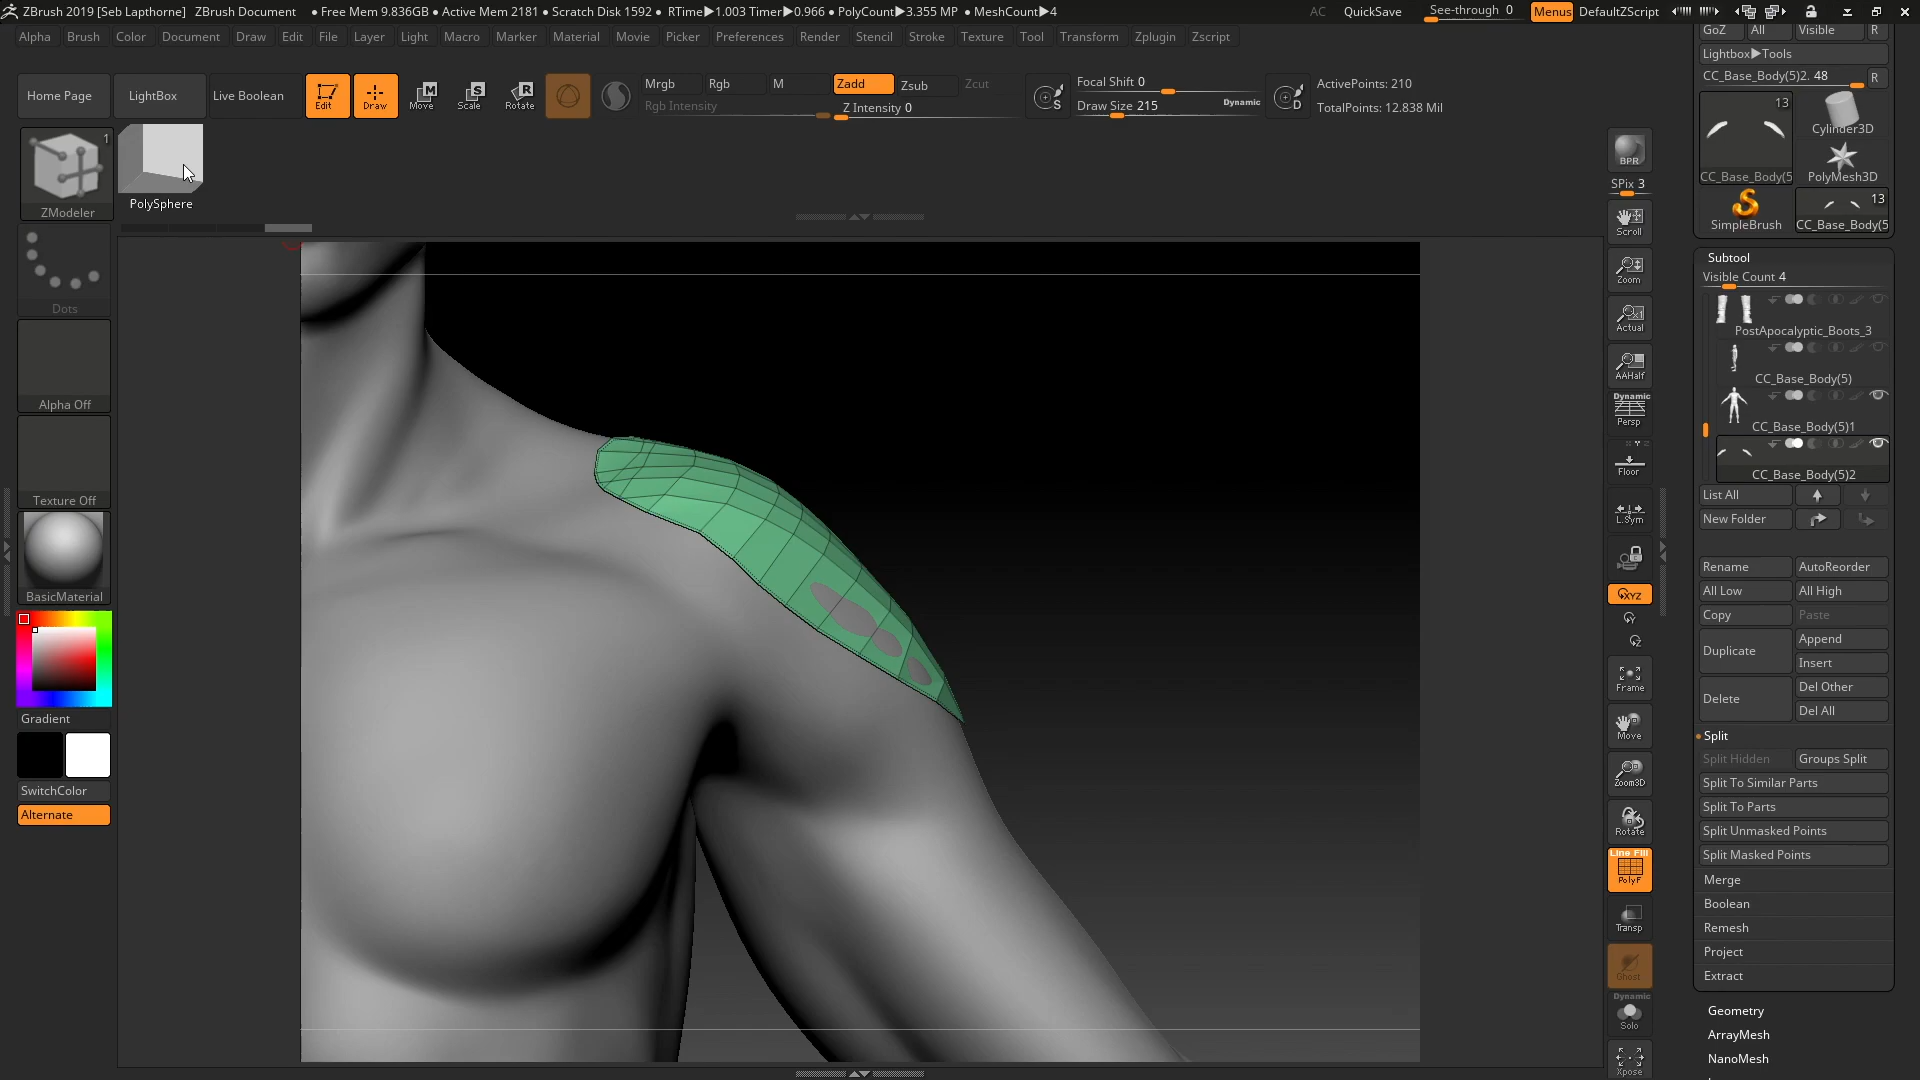 ZBrush 2019 [Seb Lapthorne] ZBrush Document • Free Mem 9.836GB • Active Mem 2181 • Scratch Disk 1592 • RTime▶1.003 Timer▶0.966 • PolyCount▶3.355 MP • MeshCount▶4 AC QuickSave See-through 0 Menus DefaultZScript
Alpha Brush Color Document Draw Edit File Layer Light Macro Marker Material Movie Picker Preferences Render Stencil Stroke Texture Tool Transform Zplugin Zscript
Home Page LightBox Live Boolean Edit Draw Move Scale Rotate
Mrgb Rgb M Zadd Zsub Zcut
Rgb Intensity Z Intensity 0
Focal Shift 0
Draw Size 215 Dynamic
ActivePoints: 210
TotalPoints: 12.838 Mil
1
ZModeler
PolySphere
Dots
Alpha Off
Texture Off
BasicMaterial
Gradient
SwitchColor
Alternate
BPR
SPix 3
Scroll
Zoom
Actual
AAHalf
Dynamic
Persp
Floor
L.Sym
XYZ
Frame
Move
Zoom3D
Rotate
Line Fill
PolyF
Transp
Ghost
Dynamic
Solo
Xpose
GoZ All Visible R
Lightbox▶Tools
CC_Base_Body(5)2. 48 R
13
Cylinder3D
CC_Base_Body(5 PolyMesh3D
13
SimpleBrush CC_Base_Body(5
Subtool
Visible Count 4
PostApocalyptic_Boots_3
CC_Base_Body(5)
CC_Base_Body(5)1
CC_Base_Body(5)2
List All
New Folder
Rename AutoReorder
All Low All High
Copy Paste
Duplicate Append
Insert
Delete Del Other
Del All
Split
Split Hidden Groups Split
Split To Similar Parts
Split To Parts
Split Unmasked Points
Split Masked Points
Merge
Boolean
Remesh
Project
Extract
Geometry
ArrayMesh
NanoMesh